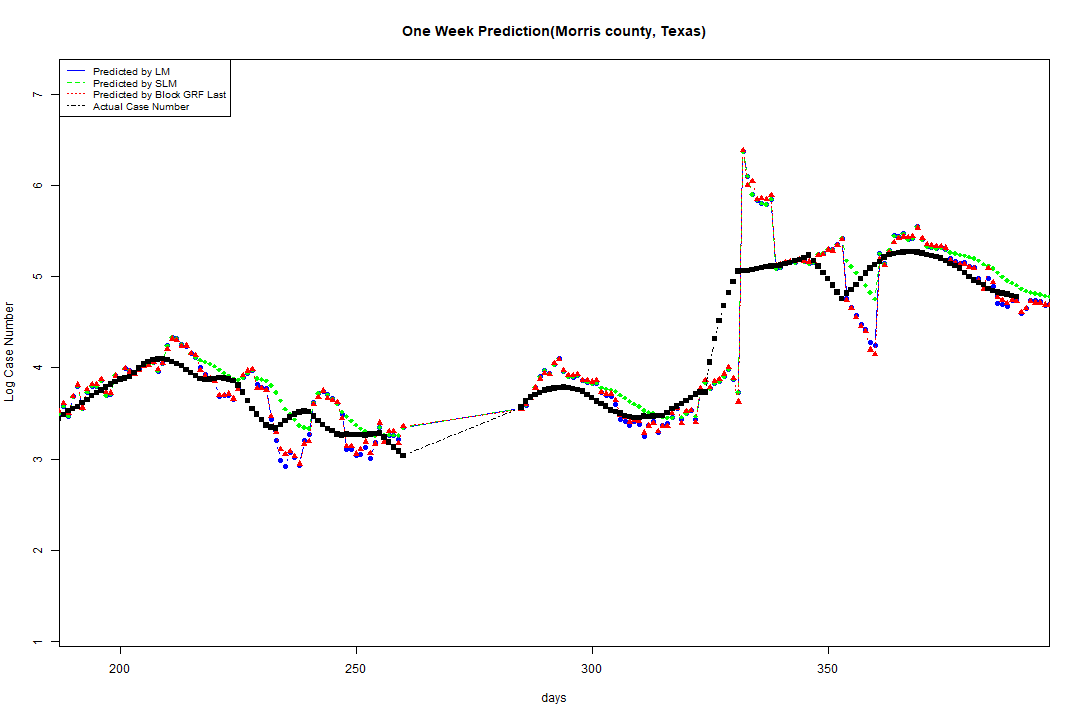 One Week Prediction(Morris county, Texas)
Predicted by LM
Predicted by SLM
Predicted by Block GRF Last
Actual Case Number
7
6
5
4
3
2
1
Log Case Number
200 250 300 350
days